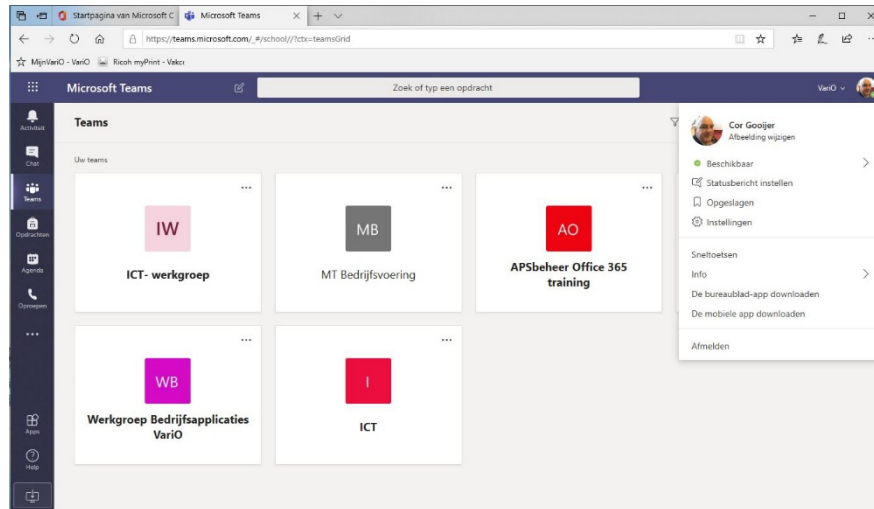 Startpagina van Microsoft C
Microsoft Teams
https://teams.microsoft.com/_#/school//?ctx=teamsGrid
MijnVariO - VariO
Ricoh myPrint - Vakcr
Microsoft Teams
Zoek of typ een opdracht
VariO
Activiteit
Chat
Teams
Opdrachten
Agenda
Oproepen
Apps
Help
Teams
Uw teams
IW
ICT- werkgroep
MB
MT Bedrijfsvoering
AO
APSbeheer Office 365
training
WB
Werkgroep Bedrijfsapplicaties
VariO
I
ICT
Cor Gooijer
Afbeelding wijzigen
Beschikbaar
Statusbericht instellen
Opgeslagen
Instellingen
Sneltoetsen
Info
De bureaublad-app downloaden
De mobiele app downloaden
Afmelden